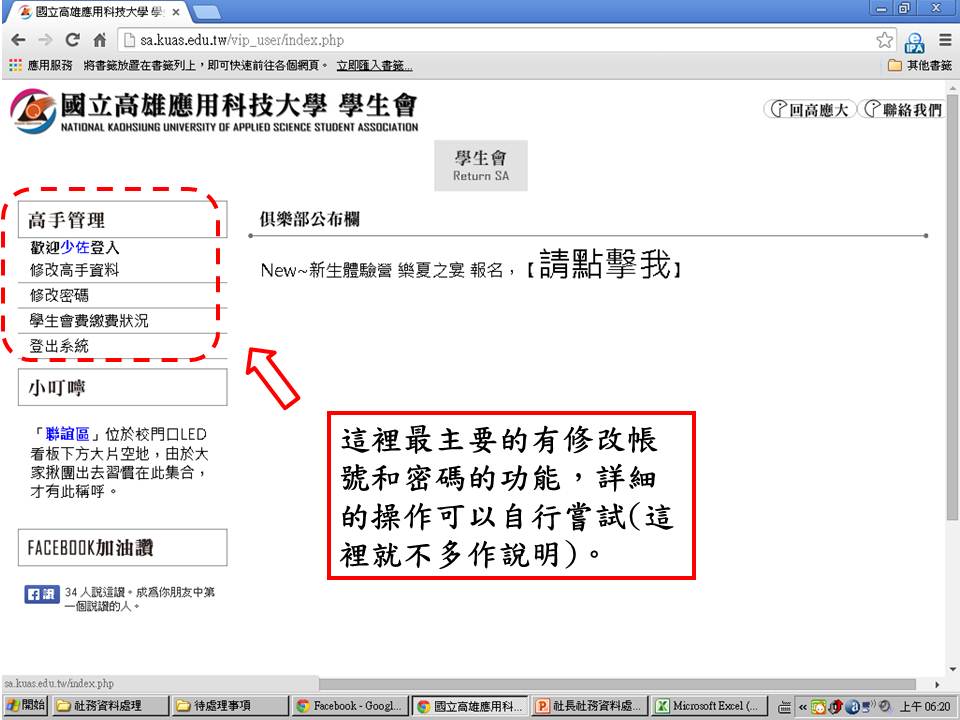 國立高雄應用科技大學 學
sa.kuas.edu.tw/vip_user/index.php
應用服務 將書籤放置在書籤列上，即可快速前往各個網頁。 立即匯入書籤... 其他書籤
國立高雄應用科技大學 學生會
NATIONAL KAOHSIUNG UNIVERSITY OF APPLIED SCIENCE STUDENT ASSOCIATION
回高應大 聯絡我們
學生會
Return SA
高手管理
歡迎少佐登入
修改高手資料
修改密碼
學生會費繳費狀況
登出系統
俱樂部公布欄
New~新生體驗營 樂夏之宴 報名，【請點擊我】
小叮嚀
「聯誼區」位於校門口LED
看板下方大片空地，由於大
家揪團出去習慣在此集合，
才有此稱呼。
這裡最主要的有修改帳
號和密碼的功能，詳細
的操作可以自行嘗試(這
裡就不多作說明)。
FACEBOOK加油讚
讚 34 人說這讚。成為你朋友中第
一個說讚的人。
sa.kuas.edu.tw/index.php
開始 社務資料處理 待處理事項 Facebook - Googl... 國立高雄應用科... 社長社務資料處... Microsoft Excel (... 上午 06:20